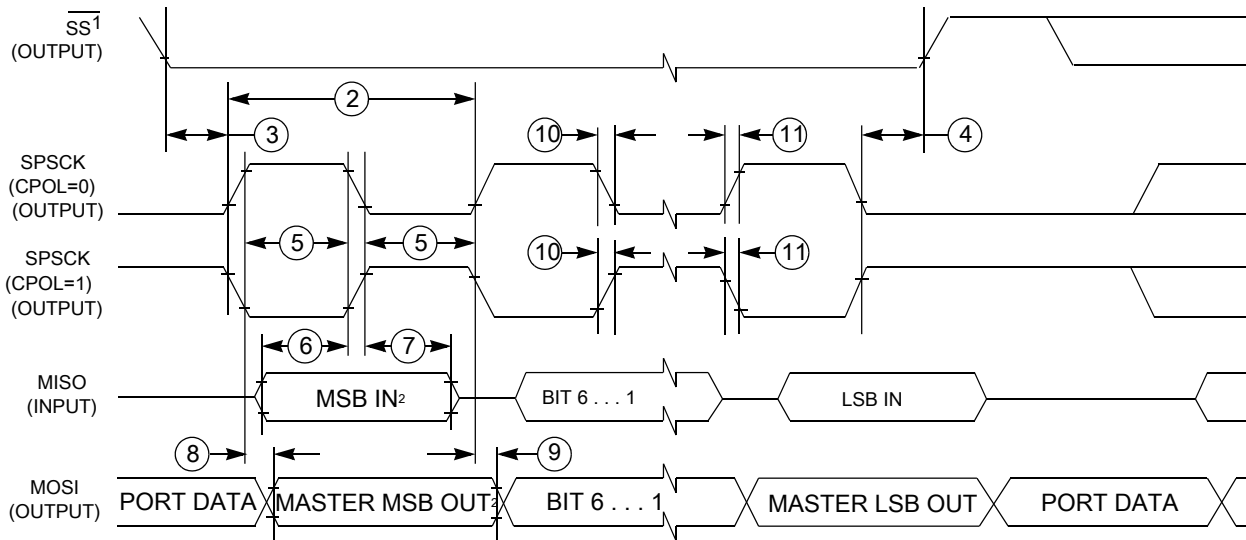 SS1
(OUTPUT)
2
3
10
11
4
SPSCK
(CPOL=0)
(OUTPUT)
5
5
SPSCK
(CPOL=1)
(OUTPUT)
10
11
6
7
MISO
(INPUT)
MSB IN2
BIT 6 . . . 1
LSB IN
8
9
MOSI
(OUTPUT)
PORT DATA
MASTER MSB OUT2
BIT 6 . . . 1
MASTER LSB OUT
PORT DATA